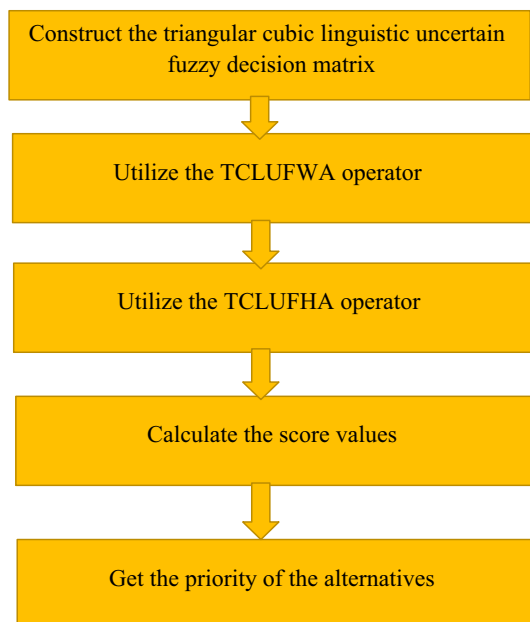 Construct the triangular cubic linguistic uncertain
fuzzy decision matrix
Utilize the TCLUFWA operator
Utilize the TCLUFHA operator
Calculate the score values
Get the priority of the alternatives